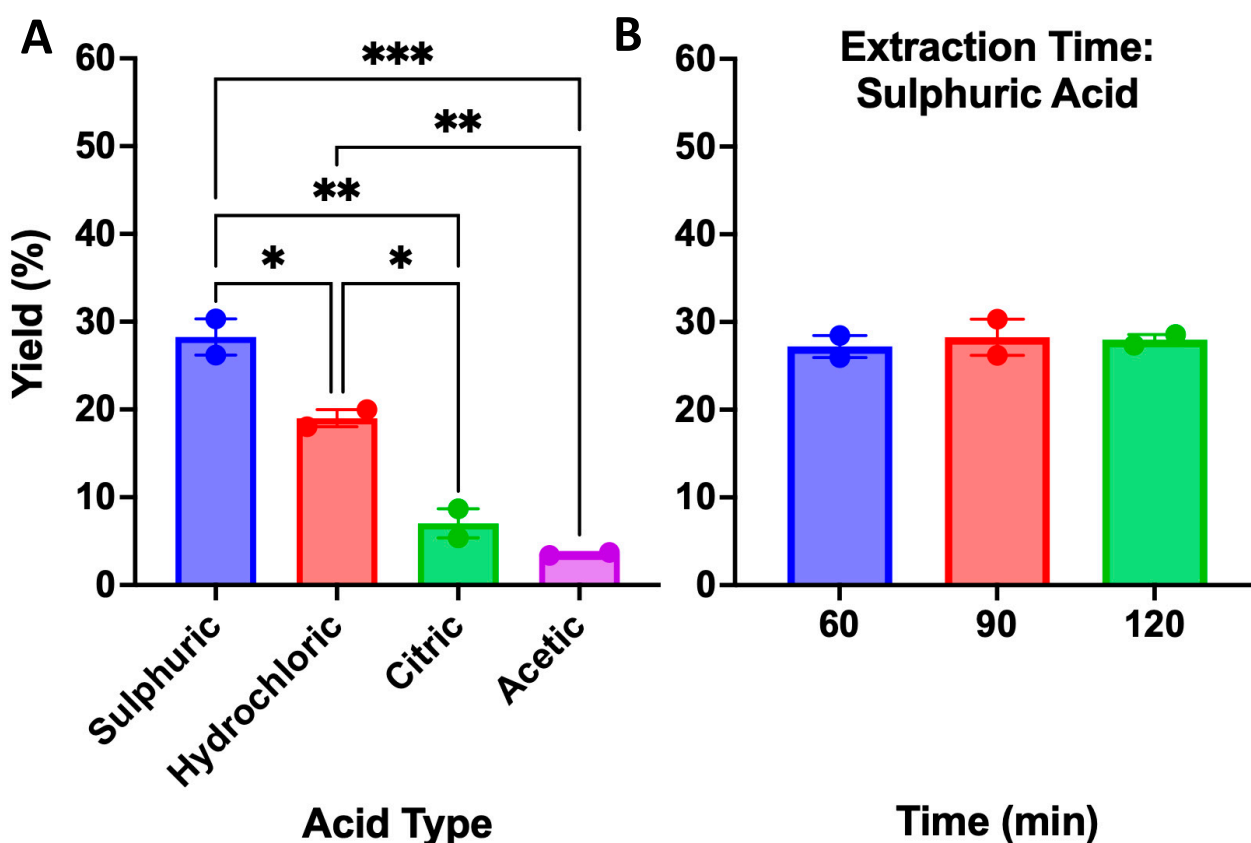 A
Yield (%)
60
50
40
30
20
10
0
***
**
**
*
*
Sulphuric
Hydrochloric
Citric
Acetic
Acid Type
B
Extraction Time:
Sulphuric Acid
60
50
40
30
20
10
0
60
90
120
Time (min)